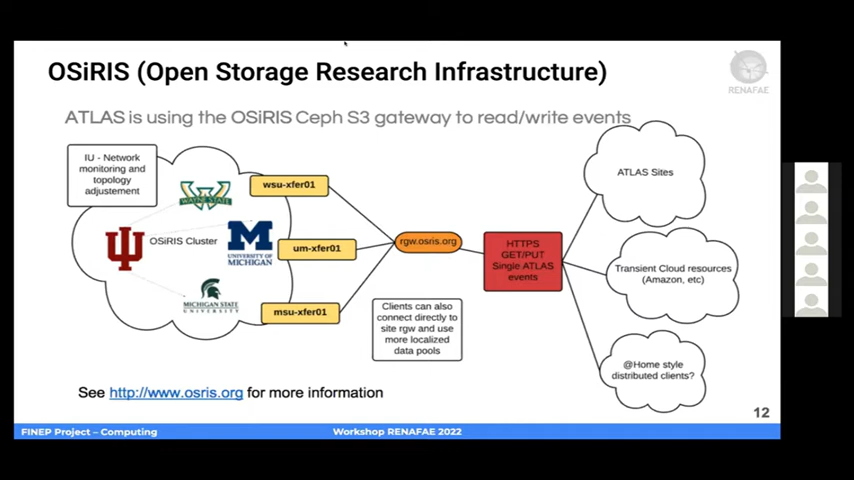 OSiRIS (Open Storage Research Infrastructure)
RENAFAE
ATLAS is using the OSiRIS Ceph S3 gateway to read/write events
IU - Network
monitoring and
topology
adjustement
WAYNE STATE
OSiRIS Cluster
UNIVERSITY OF
MICHIGAN
MICHIGAN STATE
UNIVERSITY
wsu-xfer01
um-xfer01
msu-xfer01
rgw.osris.org
Clients can also
connect directly to
site rgw and use
more localized
data pools
HTTPS
GET/PUT
Single ATLAS
events
ATLAS Sites
Transient Cloud resources
(Amazon, etc)
@Home style
distributed clients?
See http://www.osris.org for more information
12
FINEP Project – Computing
Workshop RENAFAE 2022